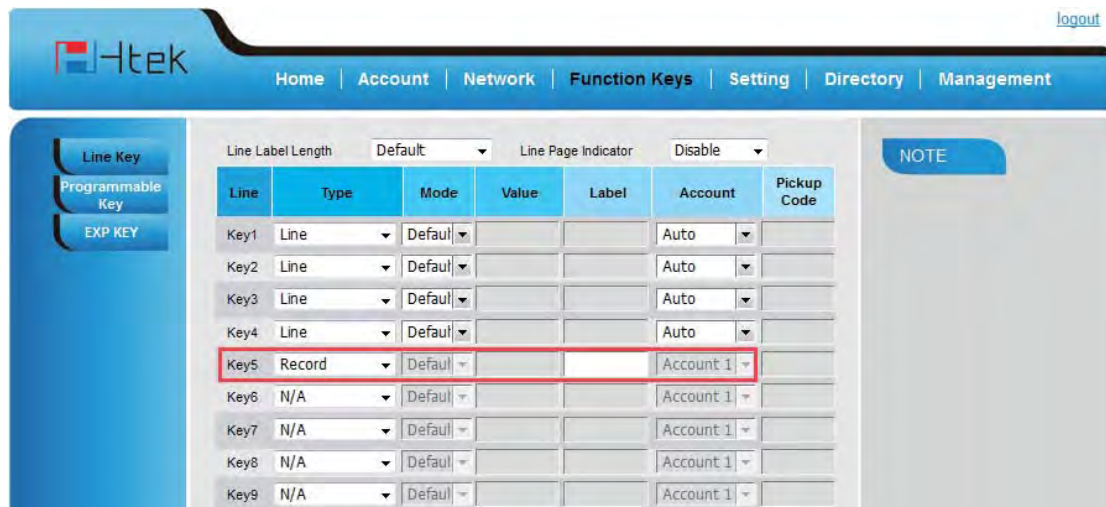 logout
Htek
Home | Account | Network | Function Keys | Setting | Directory | Management
Line Key
Programmable Key
EXP KEY
Line Label Length Default Line Page Indicator Disable
Line Type Mode Value Label Account Pickup Code
Key1 Line Defaul Auto
Key2 Line Defaul Auto
Key3 Line Defaul Auto
Key4 Line Defaul Auto
Key5 Record Defaul Account 1
Key6 N/A Defaul Account 1
Key7 N/A Defaul Account 1
Key8 N/A Defaul Account 1
Key9 N/A Defaul Account 1
NOTE